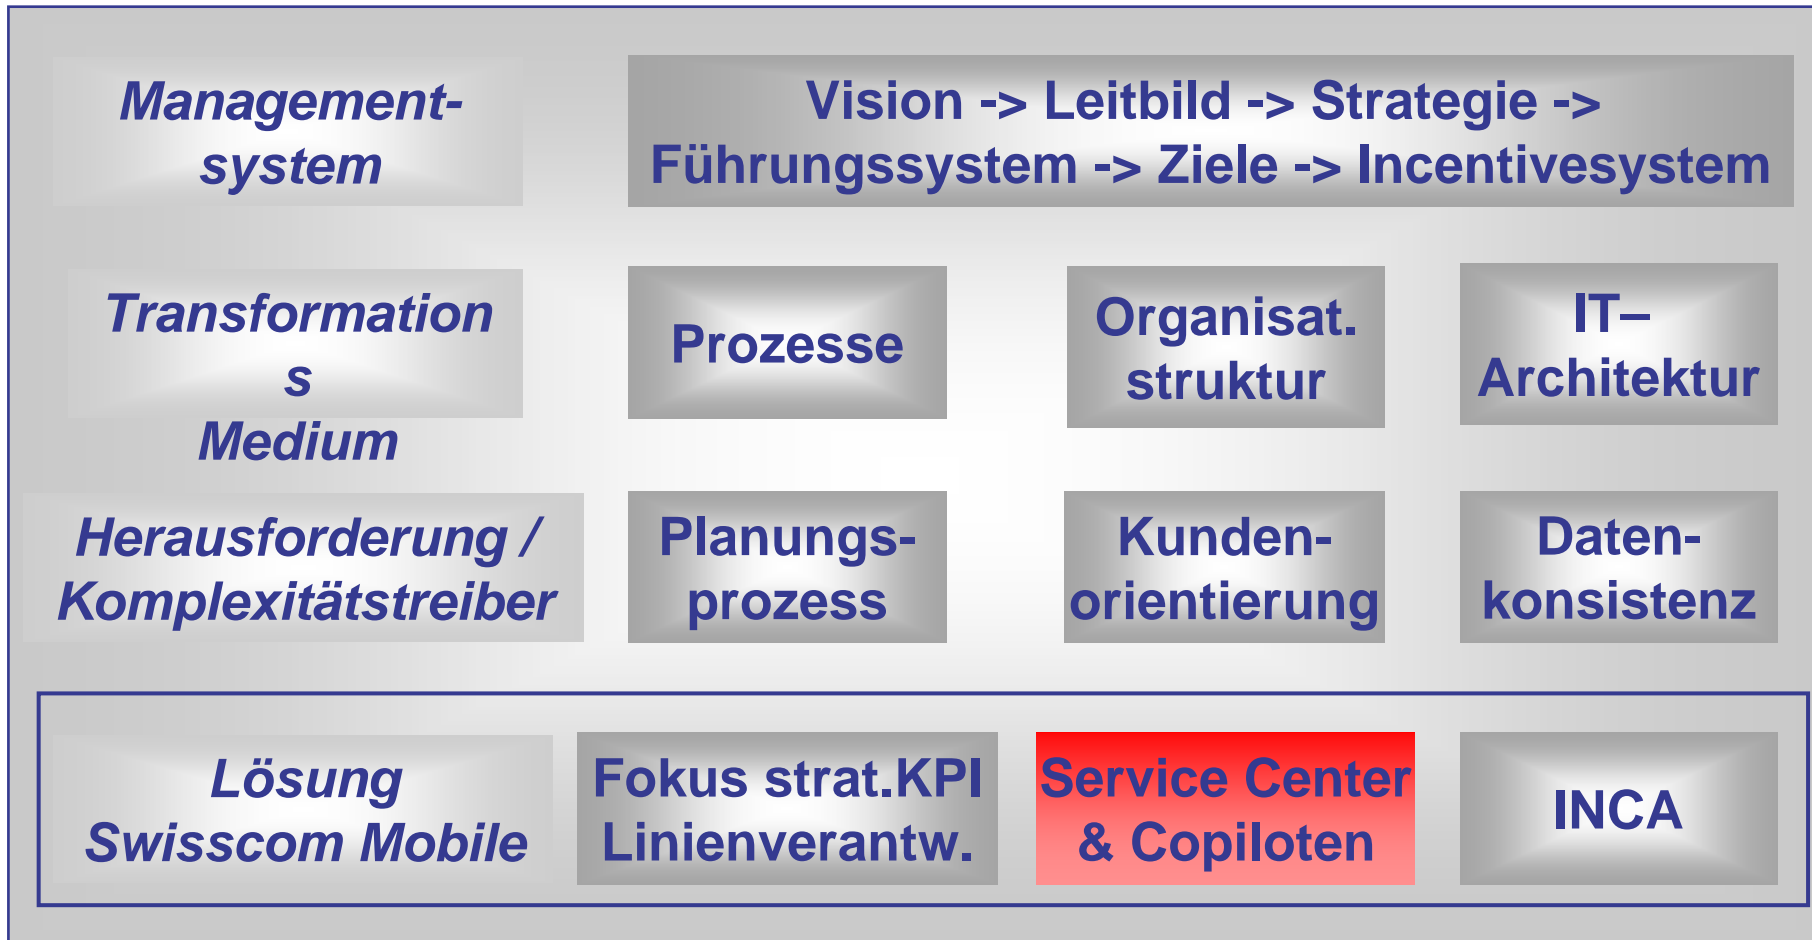 Management-
system
Vision -> Leitbild -> Strategie ->
Führungssystem -> Ziele -> Incentivesystem
Transformation
s
Medium
Prozesse
Organisat.
struktur
IT–
Architektur
Herausforderung /
Komplexitätstreiber
Planungs-
prozess
Kunden-
orientierung
Daten-
konsistenz
Lösung
Swisscom Mobile
Fokus strat.KPI
Linienverantw.
Service Center
& Copiloten
INCA